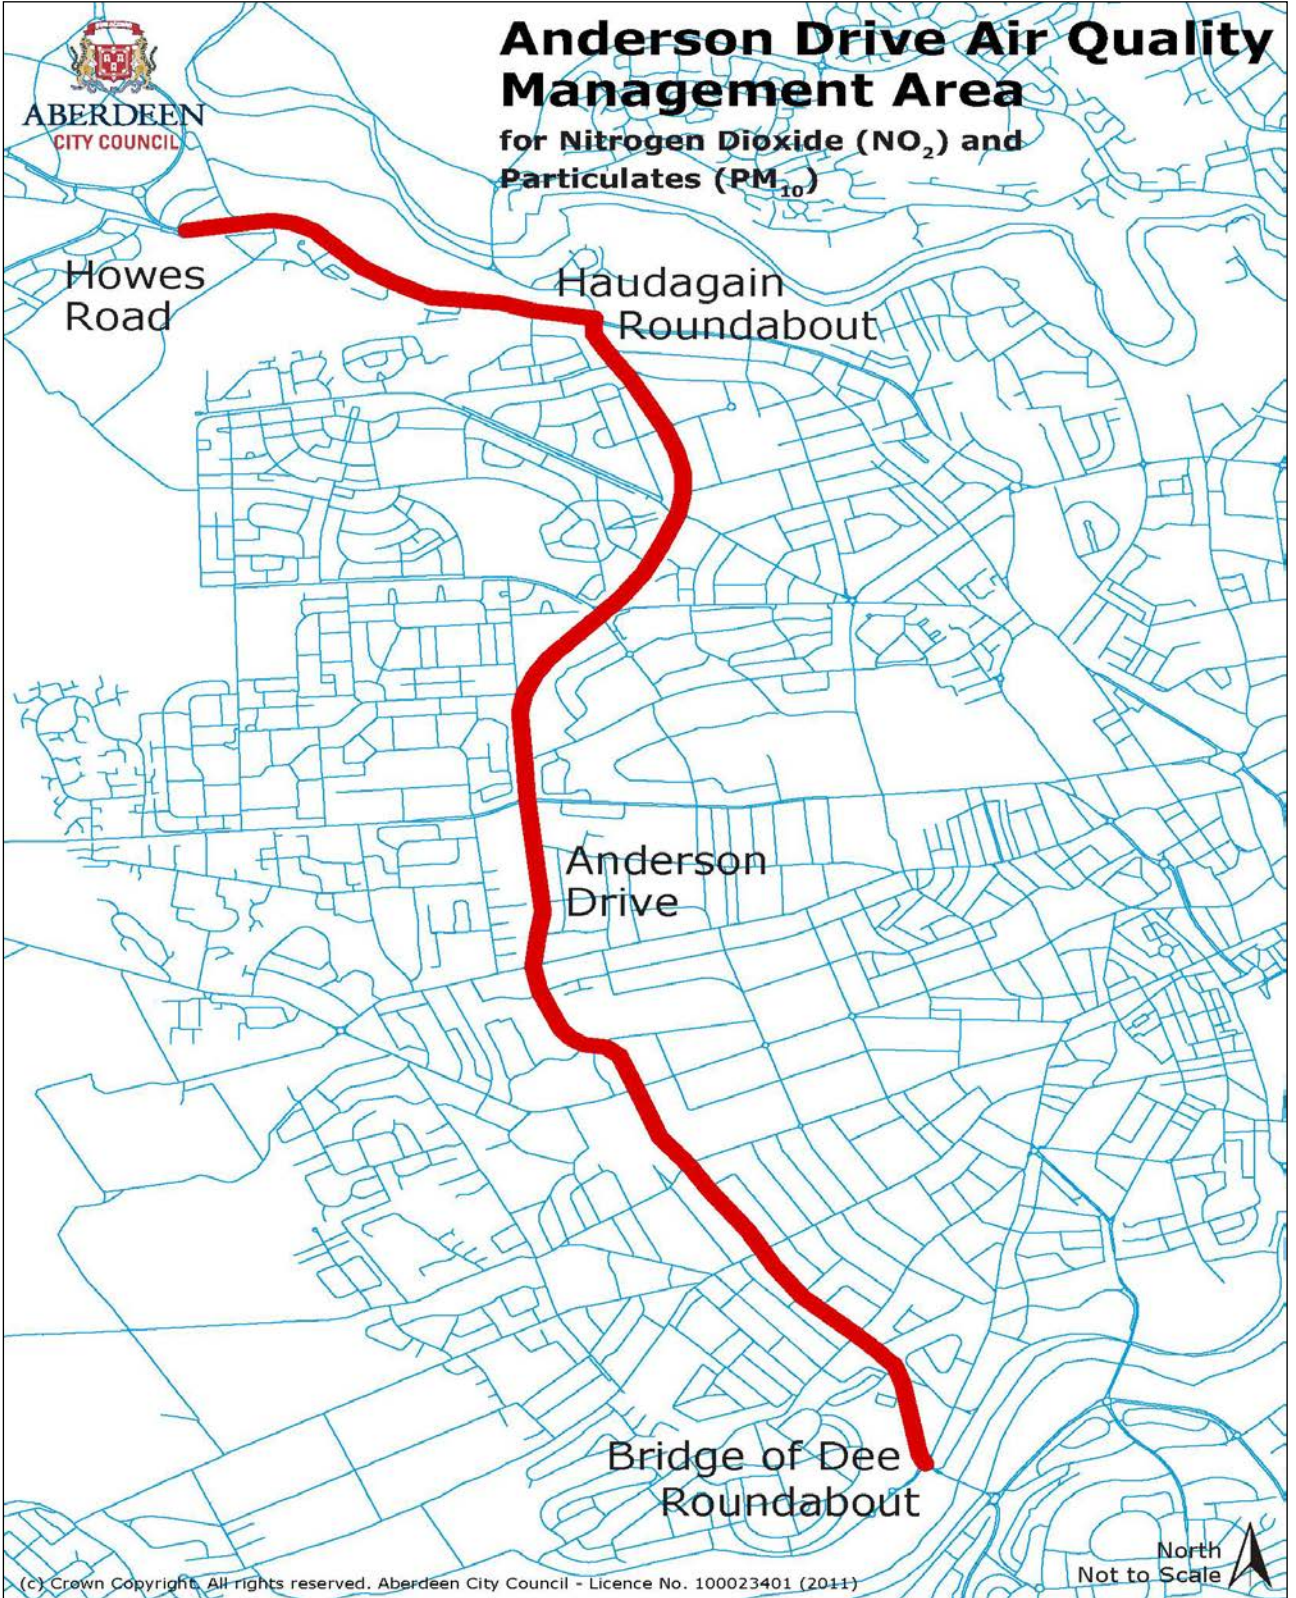 Anderson Drive Air Quality
Management Area
for Nitrogen Dioxide (NO₂) and
Particulates (PM₁₀)
ABERDEEN
CITY COUNCIL
Howes
Road
Haudagain
Roundabout
Anderson
Drive
Bridge of Dee
Roundabout
North
Not to Scale
(c) Crown Copyright. All rights reserved. Aberdeen City Council - Licence No. 100023401 (2011)